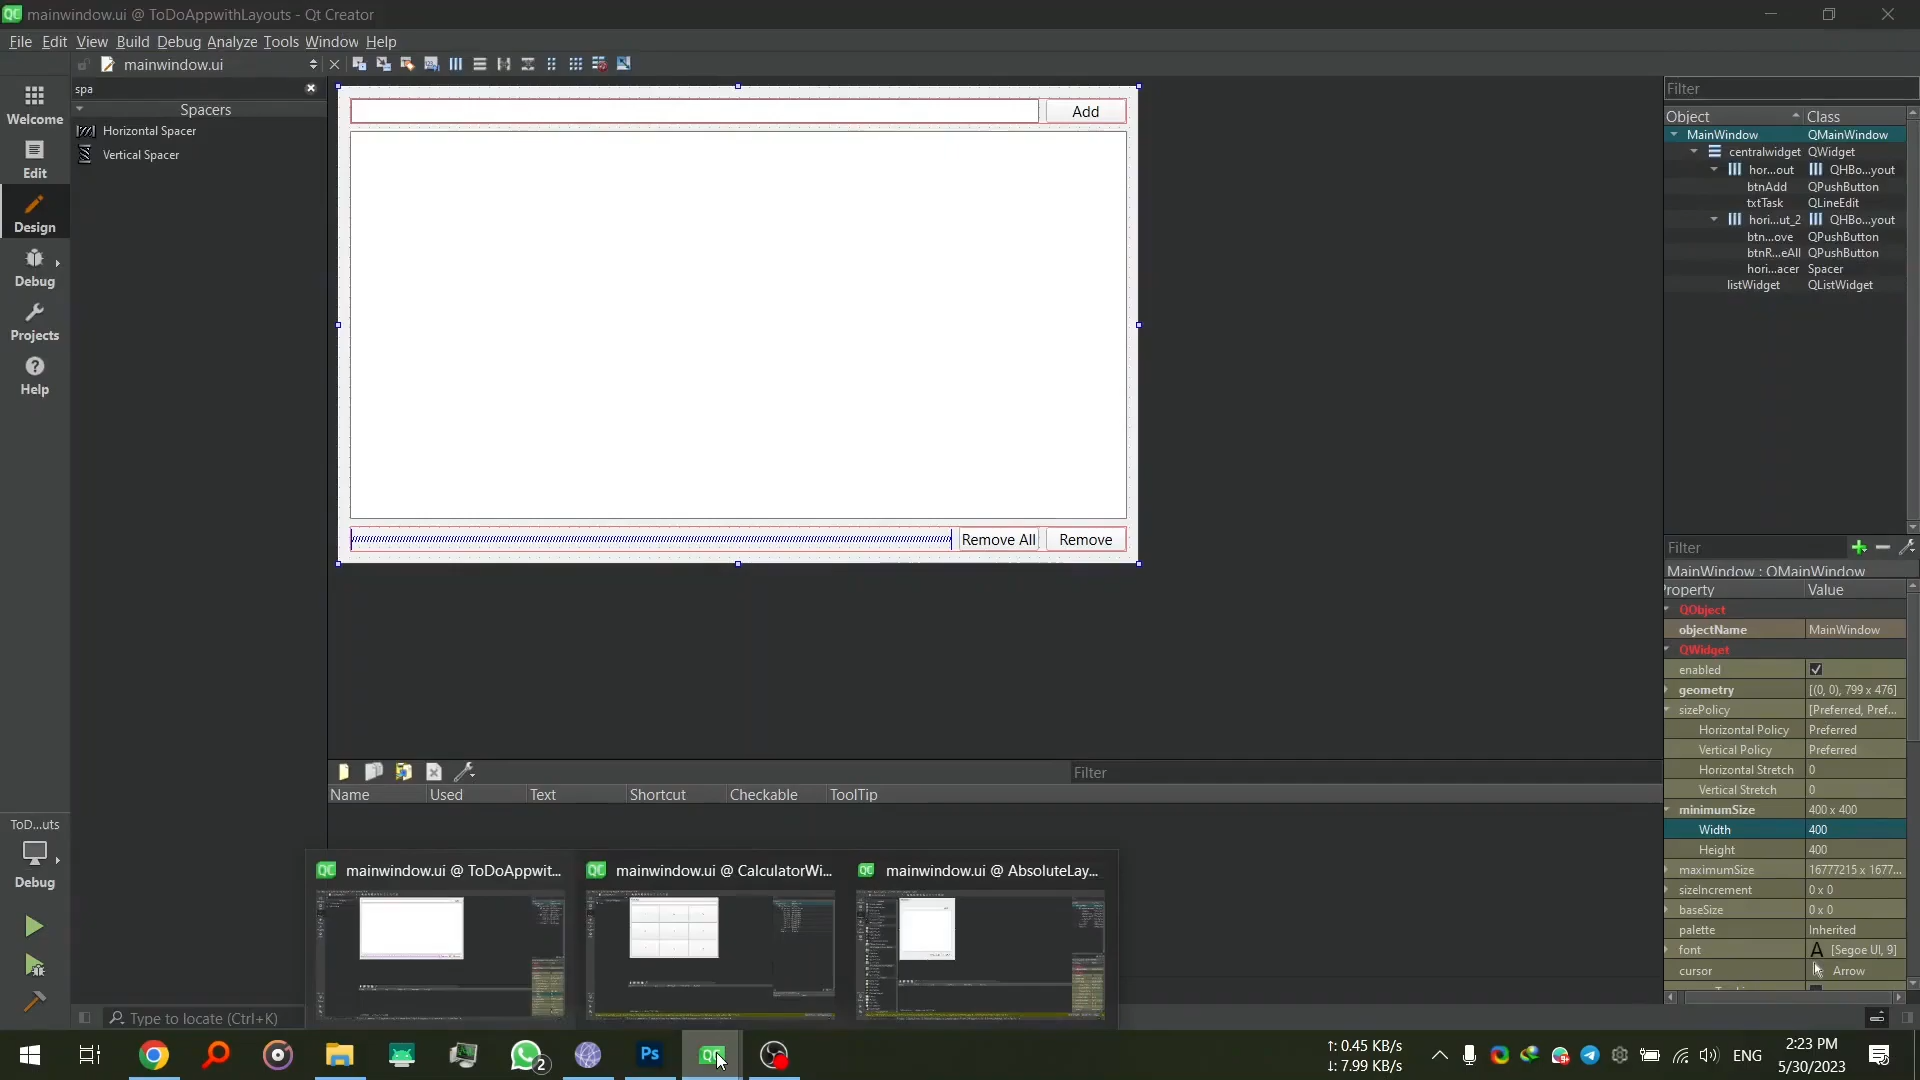 mainwindow.ui @ ToDoAppwithLayouts - Qt Creator
File Edit View Build Debug Analyze Tools Window Help
mainwindow.ui
spa
Spacers
Horizontal Spacer
Vertical Spacer
Welcome
Edit
Design
Debug
Projects
Help
Add
Remove All Remove
Filter
Object Class
MainWindow QMainWindow
centralwidget QWidget
hor...out QHBo...yout
btnAdd QPushButton
txtTask QLineEdit
hori...ut_2 QHBo...yout
btn...ove QPushButton
btnR...eAll QPushButton
hori...acer Spacer
listWidget QListWidget
Filter
MainWindow : QMainWindow
Property Value
QObject
objectName MainWindow
QWidget
enabled
geometry [(0, 0), 799 x 476]
sizePolicy [Preferred, Pref...
Horizontal Policy Preferred
Vertical Policy Preferred
Horizontal Stretch 0
Vertical Stretch 0
minimumSize 400 x 400
Width 400
Height 400
maximumSize 16777215 x 1677...
sizeIncrement 0 x 0
baseSize 0 x 0
palette Inherited
font A [Segoe UI, 9]
cursor Arrow
Filter
Name Used Text Shortcut Checkable ToolTip
ToD...uts
Debug
mainwindow.ui @ ToDoAppwit...
mainwindow.ui @ CalculatorWi...
mainwindow.ui @ AbsoluteLay...
Type to locate (Ctrl+K)
2
Ps
QC
↑: 0.45 KB/s
↓: 7.99 KB/s
ENG
2:23 PM
5/30/2023